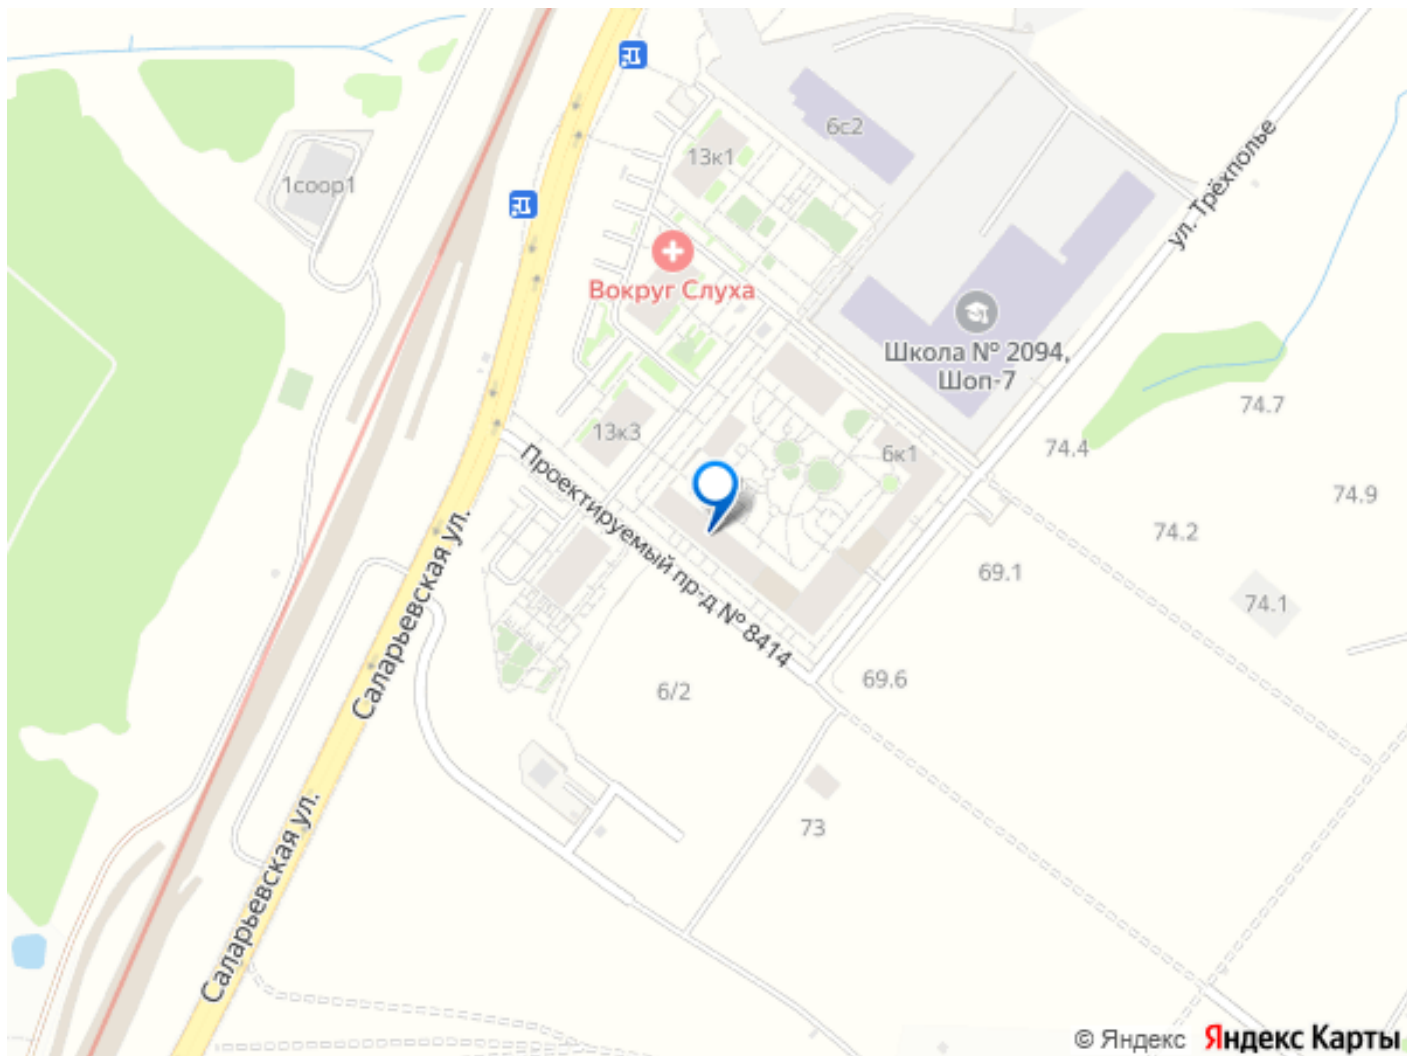 6с2
13к1
1соор1
ул. Трёхполье
Вокруг Слуха
Школа № 2094,
Шоп-7
74.7
13к3
6к1
74.4
74.9
Проектируемый пр-д № 8414
74.2
Саларьевская ул.
69.1
74.1
6/2
69.6
73
Саларьевская ул.
© Яндекс Яндекс Карты